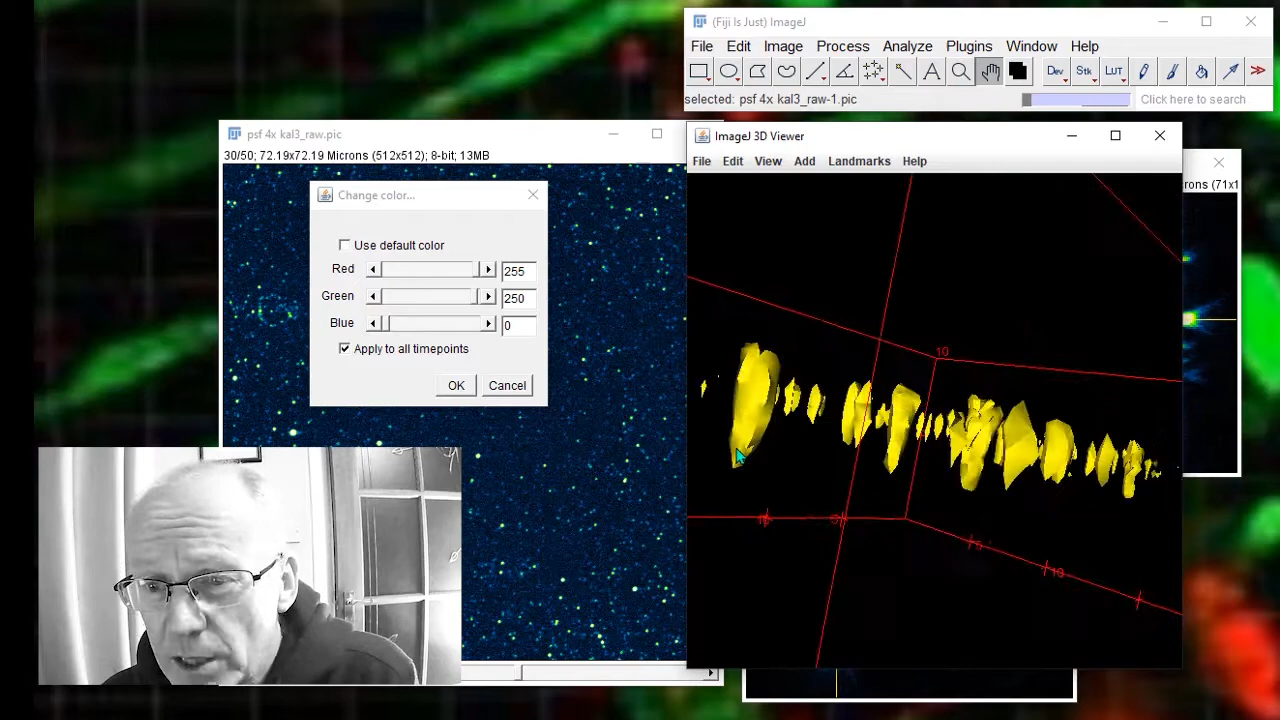 (Fiji Is Just) ImageJ
File Edit Image Process Analyze Plugins Window Help
Dev Stk LUT
selected: psf 4x kal3_raw-1.pic
Click here to search
psf 4x kal3_raw.pic
30/50; 72.19x72.19 Microns (512x512); 8-bit; 13MB
Change color...
Use default color
Red 255
Green 250
Blue 0
Apply to all timepoints
OK Cancel
ImageJ 3D Viewer
File Edit View Add Landmarks Help
rons (71x1
10
10